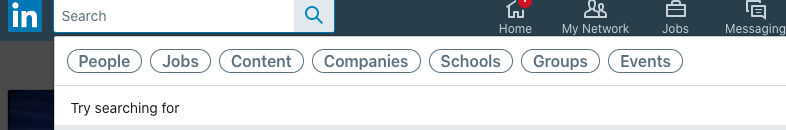 in
Search
Home
My Network
Jobs
Messaging
People
Jobs
Content
Companies
Schools
Groups
Events
Try searching for